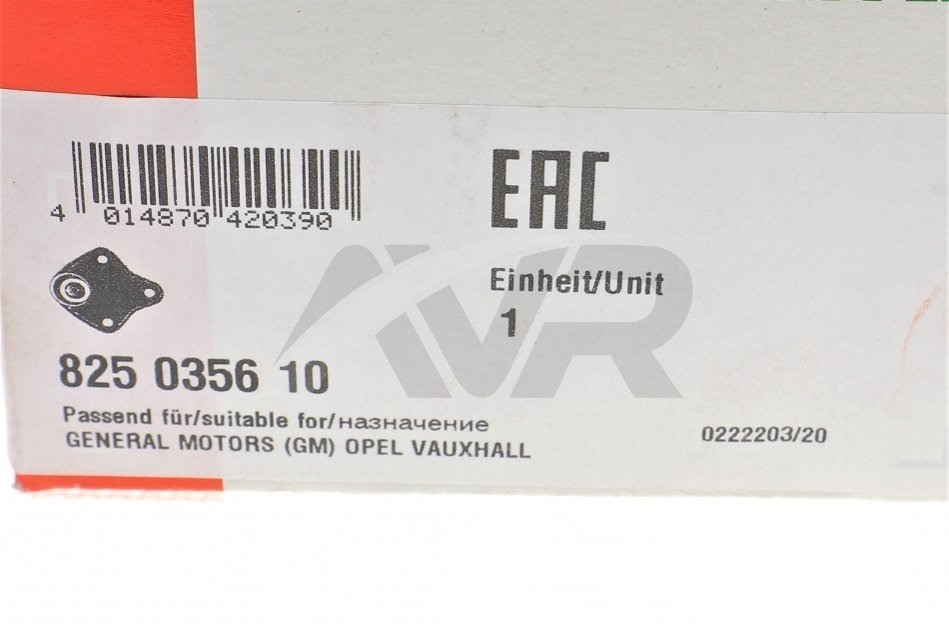 EAC
4 014870 420390
Einheit/Unit
1
825 0356 10
Passend für/suitable for/назначение
GENERAL MOTORS (GM) OPEL VAUXHALL
0222203/20
AVR